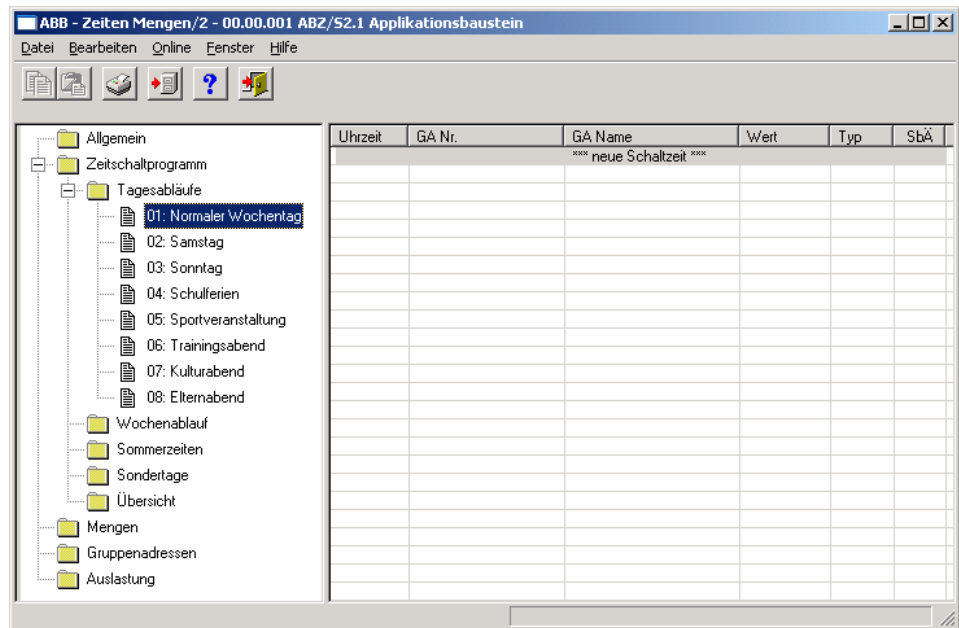 ABB - Zeiten Mengen/2 - 00.00.001 ABZ/S2.1 Applikationsbaustein
Datei Bearbeiten Online Fenster Hilfe
Allgemein
Zeitschaltprogramm
Tagesabläufe
01: Normaler Wochentag
02: Samstag
03: Sonntag
04: Schulferien
05: Sportveranstaltung
06: Trainingsabend
07: Kulturabend
08: Elternabend
Wochenablauf
Sommerzeiten
Sondertage
Übersicht
Mengen
Gruppenadressen
Auslastung
Uhrzeit GA Nr. GA Name Wert Typ SbÄ
*** neue Schaltzeit ***